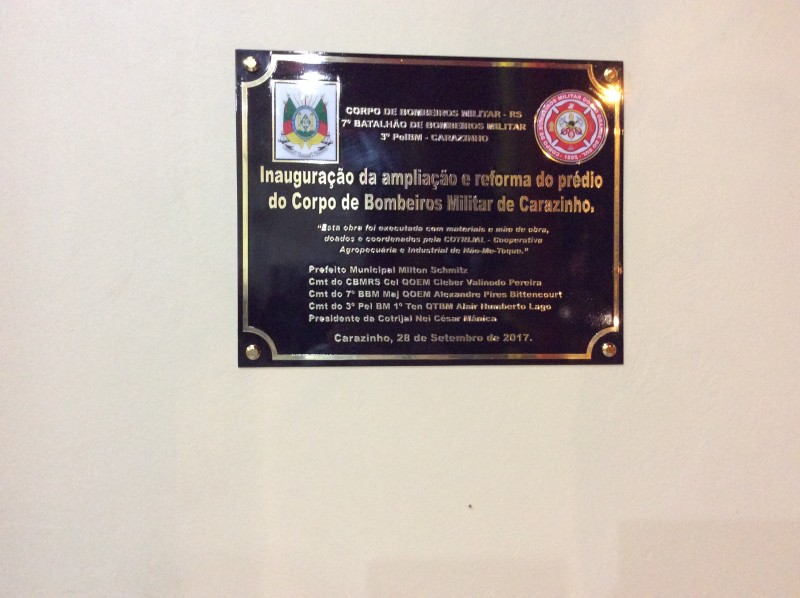 CORPO DE BOMBEIROS MILITAR - RS
7º BATALHÃO DE BOMBEIROS MILITAR
3º PelBM - CARAZINHO
Inauguração da ampliação e reforma do prédio
do Corpo de Bombeiros Militar de Carazinho.
"Esta obra foi executada com materiais e mão de obra,
doados e coordenados pela COTRIJAL - Cooperativa
Agropecuária e Industrial de Não-Me-Toque."
Prefeito Municipal Milton Schmitz
Cmt do CBMRS Cel QOEM Cleber Valinodo Pereira
Cmt do 7º BBM Maj QOEM Alexandre Pires Bittencourt
Cmt do 3º Pel BM 1º Ten QTBM Alair Humberto Lago
Presidente da Cotrijal Nei César Mânica
Carazinho, 28 de Setembro de 2017.